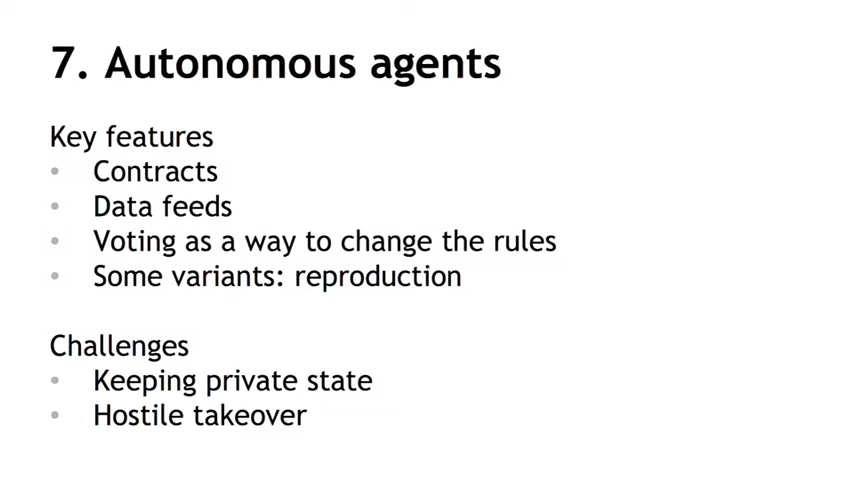 7. Autonomous agents
Key features
• Contracts
• Data feeds
• Voting as a way to change the rules
• Some variants: reproduction
Challenges
• Keeping private state
• Hostile takeover